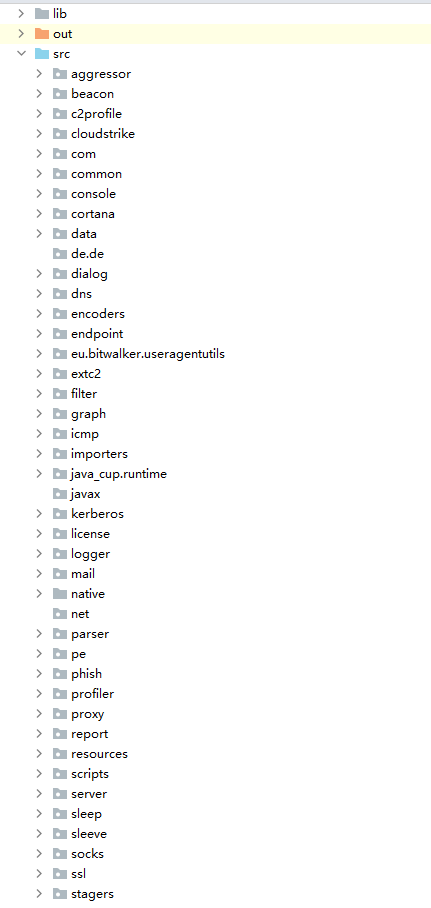 lib
out
src
aggressor
beacon
c2profile
cloudstrike
com
common
console
cortana
data
de.de
dialog
dns
encoders
endpoint
eu.bitwalker.useragentutils
extc2
filter
graph
icmp
importers
java_cup.runtime
javax
kerberos
license
logger
mail
native
net
parser
pe
phish
profiler
proxy
report
resources
scripts
server
sleep
sleeve
socks
ssl
stagers